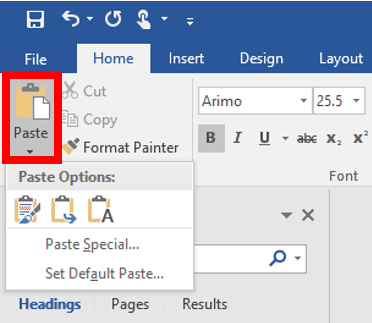 File Home Insert Design Layout
Paste
Cut
Copy
Format Painter
Arimo 25.5
B I U abc X₂ X²
Font
Paste Options:
A
Paste Special...
Set Default Paste...
Headings Pages Results